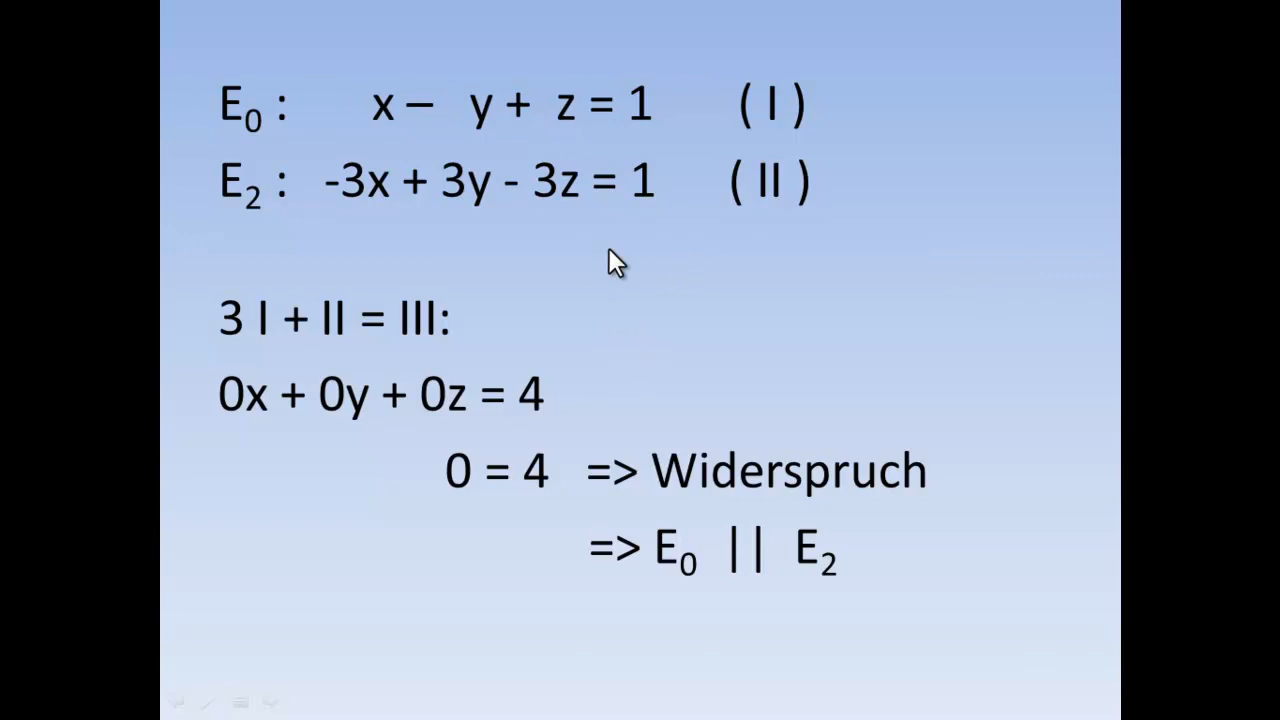 E₀ : x – y + z = 1 ( I )
E₂ : -3x + 3y - 3z = 1 ( II )
3 I + II = III:
0x + 0y + 0z = 4
0 = 4 => Widerspruch
=> E₀ || E₂